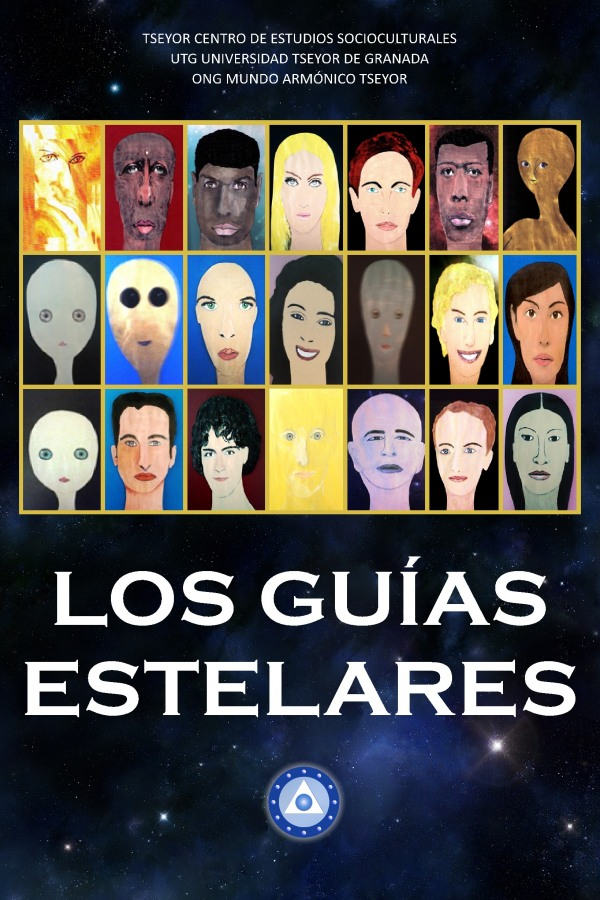 TSEYOR CENTRO DE ESTUDIOS SOCIOCULTURALES
UTG UNIVERSIDAD TSEYOR DE GRANADA
ONG MUNDO ARMÓNICO TSEYOR
LOS GUÍAS
ESTELARES